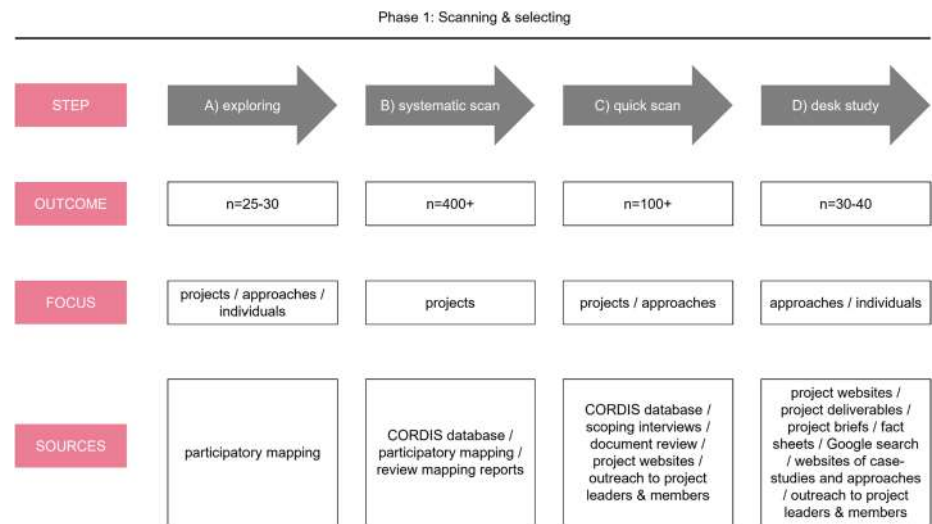 Phase 1: Scanning & selecting
STEP
A) exploring
B) systematic scan
C) quick scan
D) desk study
OUTCOME
n=25-30
n=400+
n=100+
n=30-40
FOCUS
projects / approaches /
individuals
projects
projects / approaches
approaches / individuals
SOURCES
participatory mapping
CORDIS database /
participatory mapping /
review mapping reports
CORDIS database /
scoping interviews /
document review /
project websites /
outreach to project
leaders & members
project websites /
project deliverables /
project briefs / fact
sheets / Google search
/ websites of case-
studies and approaches
/ outreach to project
leaders & members